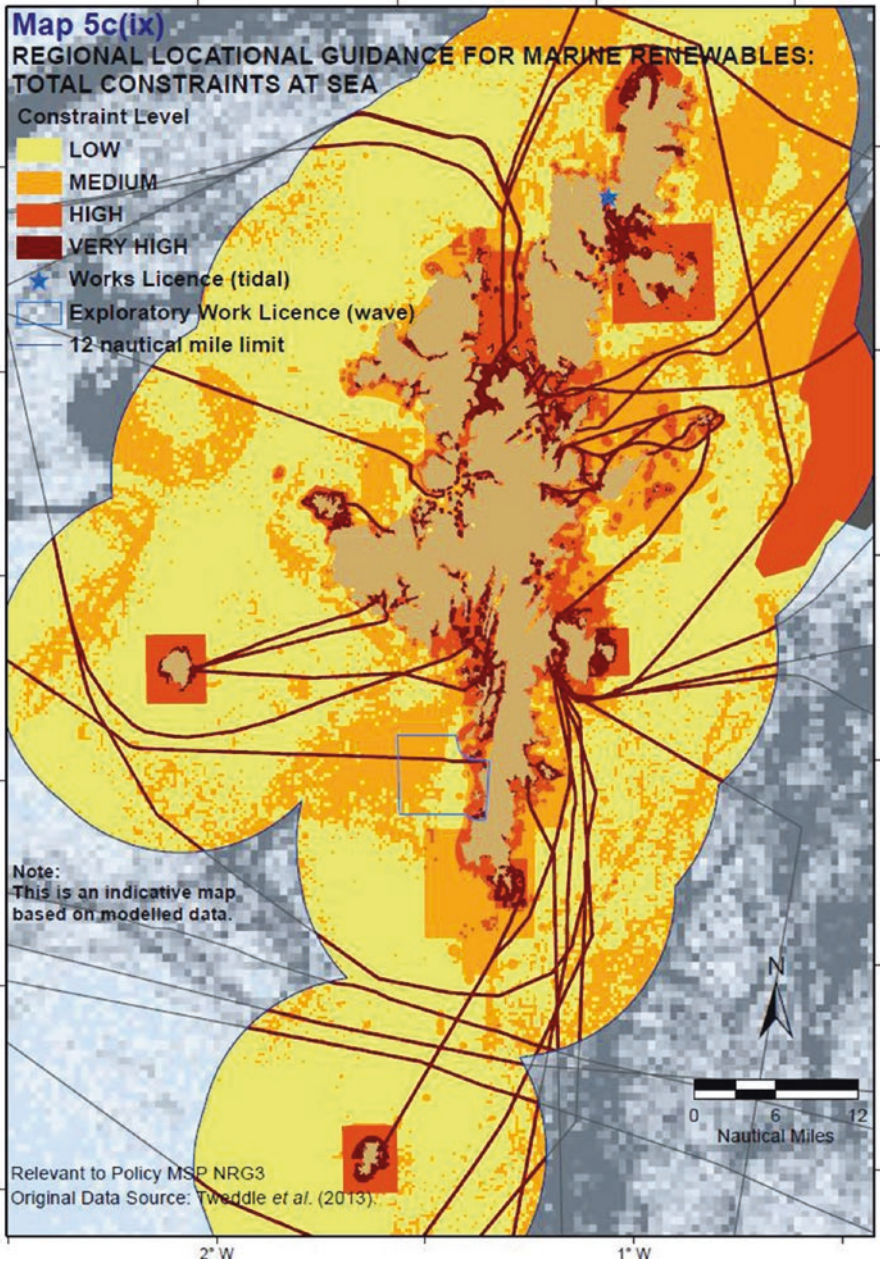 Map 5c(ix)
REGIONAL LOCATIONAL GUIDANCE FOR MARINE RENEWABLES:
TOTAL CONSTRAINTS AT SEA
Constraint Level
LOW
MEDIUM
HIGH
VERY HIGH
Works Licence (tidal)
Exploratory Work Licence (wave)
12 nautical mile limit
Note:
This is an indicative map
based on modelled data.
N
0 6 12
Nautical Miles
Relevant to Policy MSP NRG3
Original Data Source: Tweddle et al. (2013).
2° W 1° W